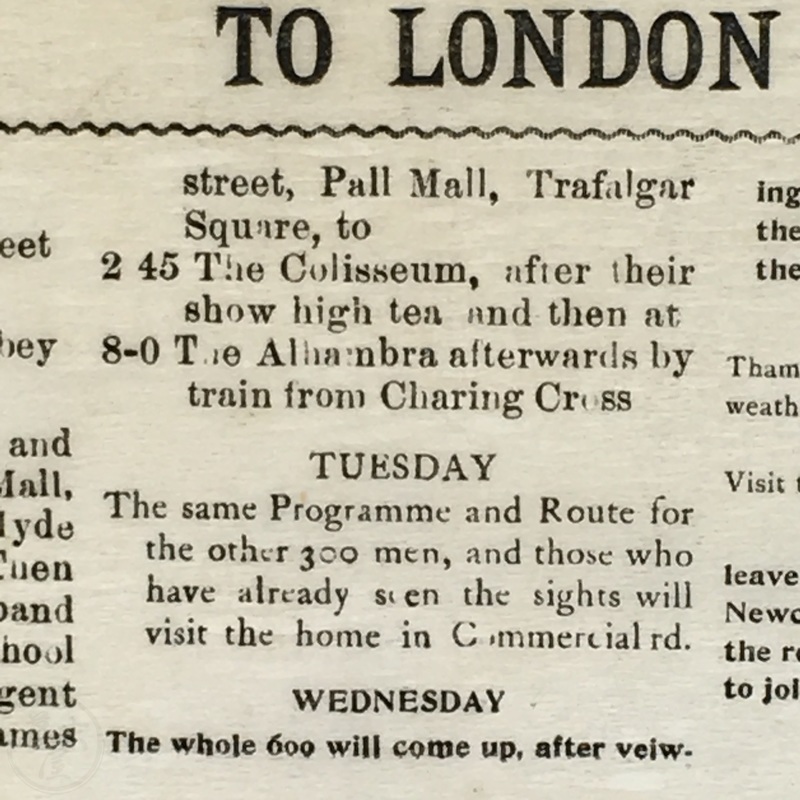 TO LONDON
eet
bey
and
Mall,
Hyde
Then
band
hool
gent
ames
street, Pall Mall, Trafalgar
Square, to
2 45 The Colisseum, after their
show high tea and then at
8-0 The Alhambra afterwards by
train from Charing Cross
TUESDAY
The same Programme and Route for
the other 300 men, and those who
have already seen the sights will
visit the home in Commercial rd.
WEDNESDAY
The whole 600 will come up, after veiw-
ing
the
the
Tham
weath
Visit t
leave
Newc
the re
to joi